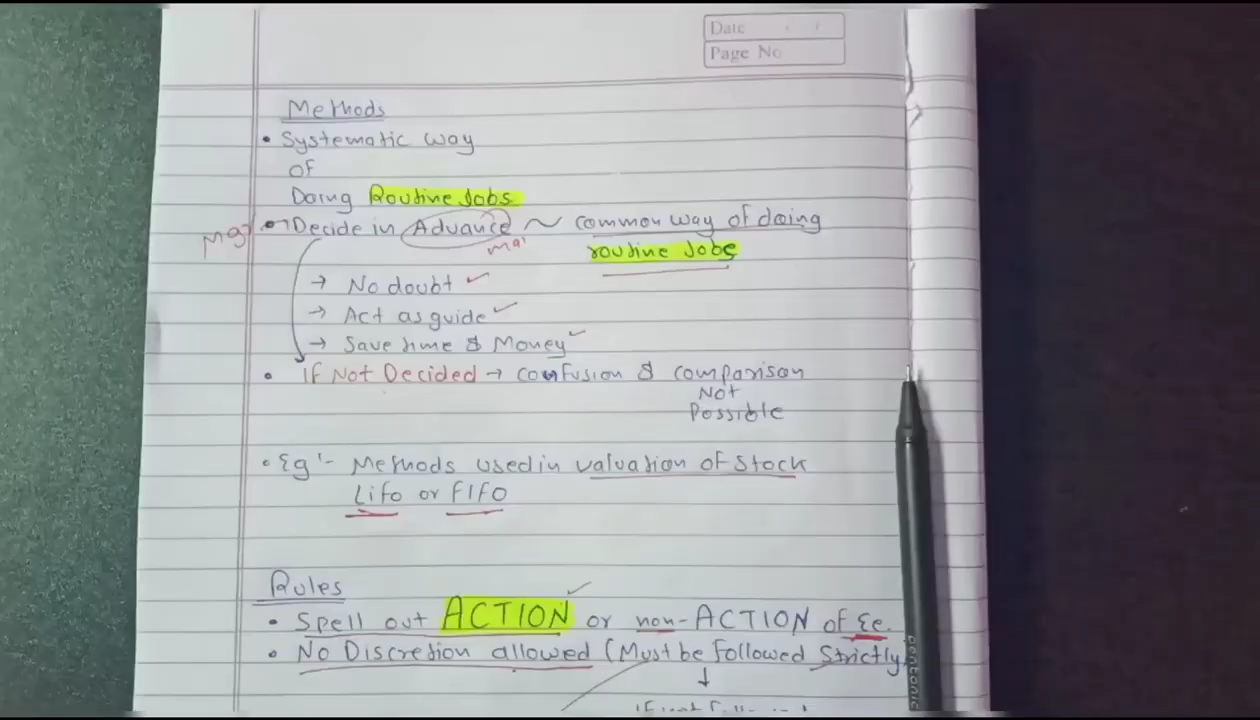 Date
Page No
Methods
• Systematic way
of
Doing Routine Jobs
• Decide in Advance ~ common way of doing
routine Jobs
→ No doubt ✓
→ Act as guide ✓
→ Save time & Money ✓
• If Not Decided → confusion & comparison
Not
Possible
• Eg:- Methods used in valuation of Stock
Lifo or FIFO
Rules
• Spell out ACTION or non-ACTION of Ee.
• No Discretion allowed (Must be Followed Strictly
↓
pentonic